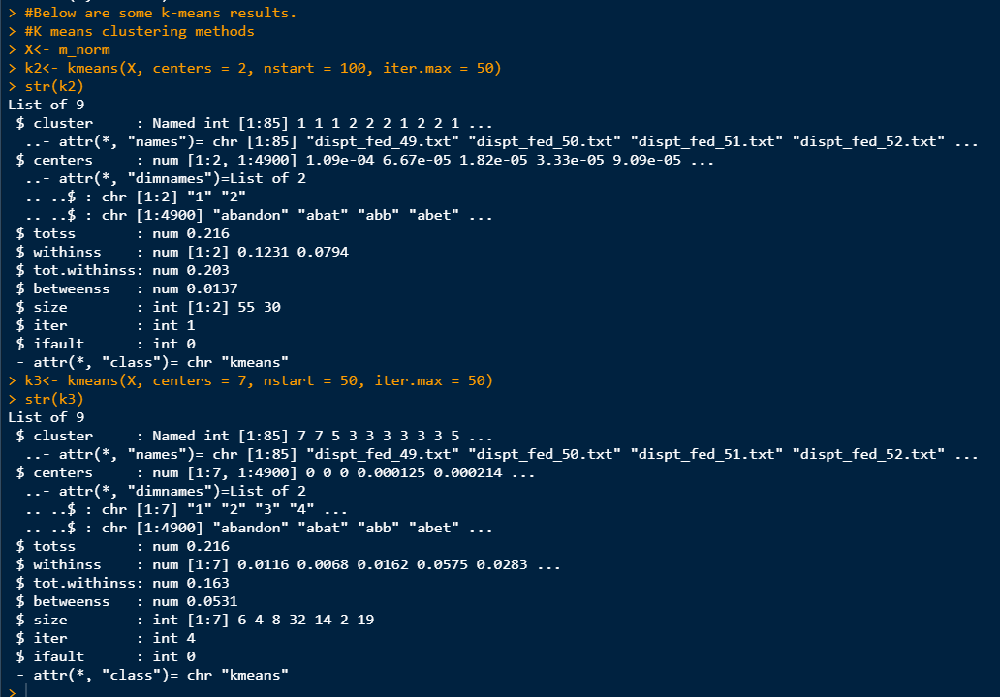 > #Below are some k-means results.
> #K means clustering methods
> X<- m_norm
> k2<- kmeans(X, centers = 2, nstart = 100, iter.max = 50)
> str(k2)
List of 9
 $ cluster     : Named int [1:85] 1 1 1 2 2 2 1 2 2 1 ...
  ..- attr(*, "names")= chr [1:85] "dispt_fed_49.txt" "dispt_fed_50.txt" "dispt_fed_51.txt" "dispt_fed_52.txt" ...
 $ centers     : num [1:2, 1:4900] 1.09e-04 6.67e-05 1.82e-05 3.33e-05 9.09e-05 ...
  ..- attr(*, "dimnames")=List of 2
  .. ..$ : chr [1:2] "1" "2"
  .. ..$ : chr [1:4900] "abandon" "abat" "abb" "abet" ...
 $ totss       : num 0.216
 $ withinss    : num [1:2] 0.1231 0.0794
 $ tot.withinss: num 0.203
 $ betweenss   : num 0.0137
 $ size        : int [1:2] 55 30
 $ iter        : int 1
 $ ifault      : int 0
 - attr(*, "class")= chr "kmeans"
> k3<- kmeans(X, centers = 7, nstart = 50, iter.max = 50)
> str(k3)
List of 9
 $ cluster     : Named int [1:85] 7 7 5 3 3 3 3 3 3 5 ...
  ..- attr(*, "names")= chr [1:85] "dispt_fed_49.txt" "dispt_fed_50.txt" "dispt_fed_51.txt" "dispt_fed_52.txt" ...
 $ centers     : num [1:7, 1:4900] 0 0 0 0.000125 0.000214 ...
  ..- attr(*, "dimnames")=List of 2
  .. ..$ : chr [1:7] "1" "2" "3" "4" ...
  .. ..$ : chr [1:4900] "abandon" "abat" "abb" "abet" ...
 $ totss       : num 0.216
 $ withinss    : num [1:7] 0.0116 0.0068 0.0162 0.0575 0.0283 ...
 $ tot.withinss: num 0.163
 $ betweenss   : num 0.0531
 $ size        : int [1:7] 6 4 8 32 14 2 19
 $ iter        : int 4
 $ ifault      : int 0
 - attr(*, "class")= chr "kmeans"
>